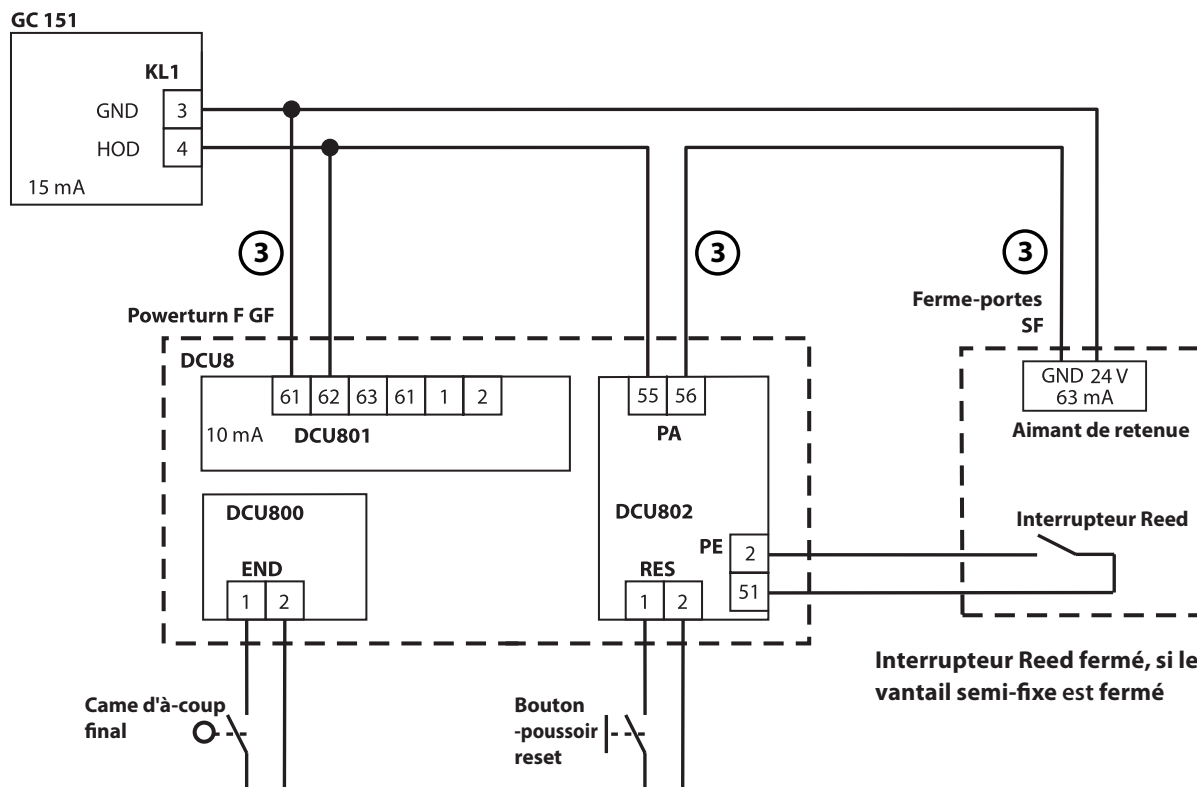 GC 151
KL1
GND 3
HOD 4
15 mA
3 3 3
Powerturn F GF
Ferme-portes
SF
DCU8
61 62 63 61 1 2
10 mA DCU801
55 56
PA
GND 24 V
63 mA
Aimant de retenue
DCU800
END
1 2
DCU802
PE 2
51
RES
1 2
Interrupteur Reed
Interrupteur Reed fermé, si le
vantail semi-fixe est fermé
Came d'à-coup
final
Bouton
-poussoir
reset